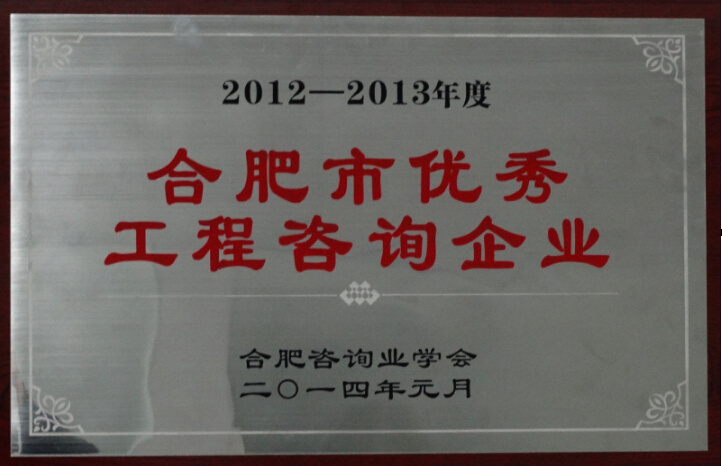 2012—2013年度
合肥市优秀
工程咨询企业
合肥咨询业学会
二〇一四年元月